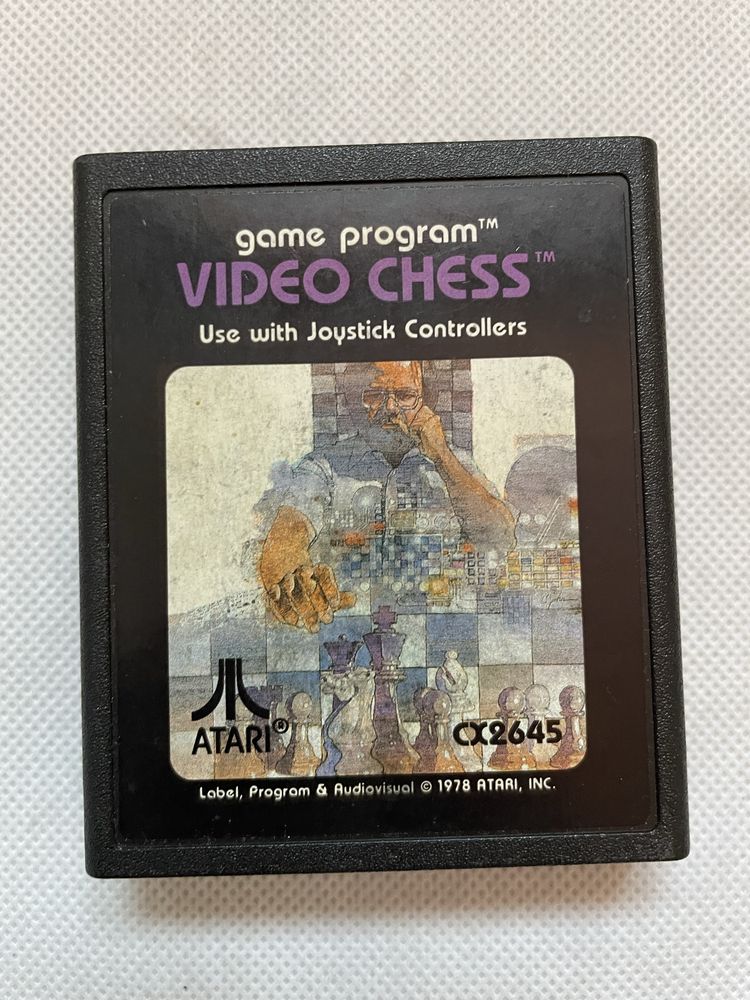 game program™
VIDEO CHESS™
Use with Joystick Controllers
ATARI®
CX2645
Label, Program & Audiovisual © 1978 ATARI, INC.